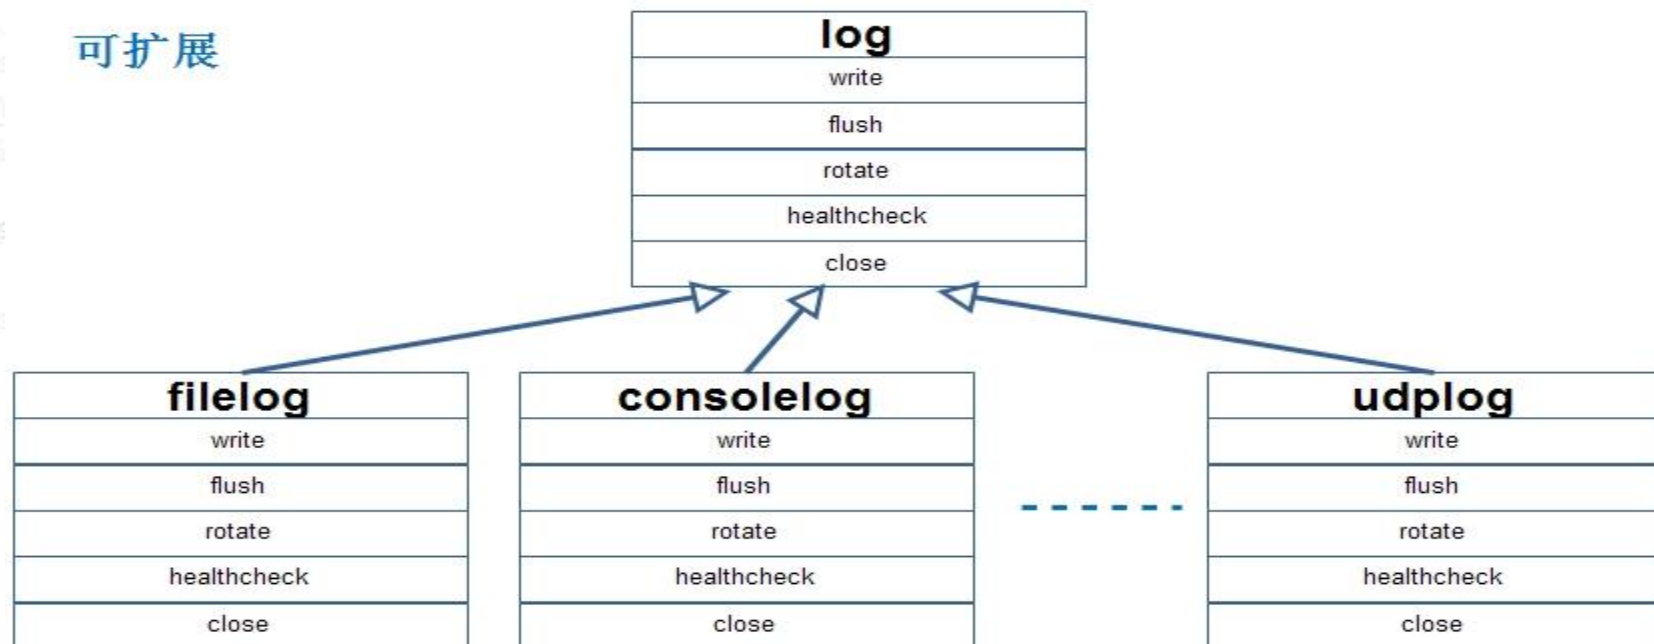 可扩展
log
write
flush
rotate
healthcheck
close
filelog
write
flush
rotate
healthcheck
close
consolelog
write
flush
rotate
healthcheck
close
udplog
write
flush
rotate
healthcheck
close